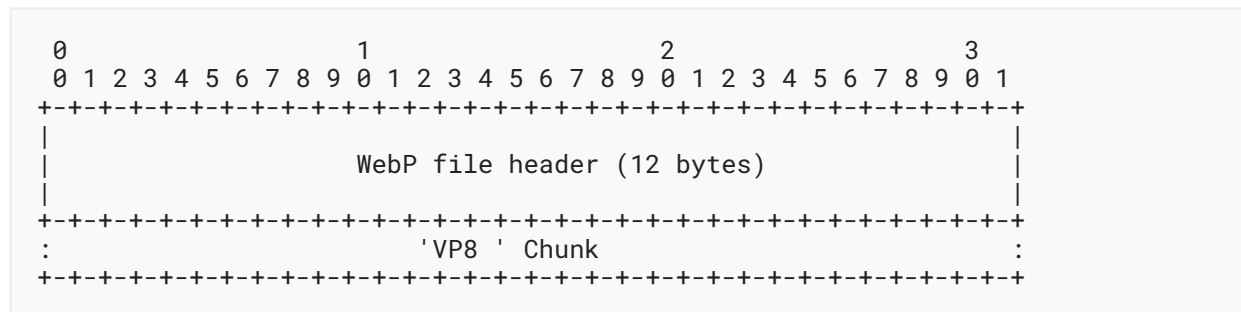 0                   1                   2                   3
 0 1 2 3 4 5 6 7 8 9 0 1 2 3 4 5 6 7 8 9 0 1 2 3 4 5 6 7 8 9 0 1
+-+-+-+-+-+-+-+-+-+-+-+-+-+-+-+-+-+-+-+-+-+-+-+-+-+-+-+-+-+-+-+-+
|                                                               |
|                    WebP file header (12 bytes)                |
|                                                               |
+-+-+-+-+-+-+-+-+-+-+-+-+-+-+-+-+-+-+-+-+-+-+-+-+-+-+-+-+-+-+-+-+
:                        'VP8 ' Chunk                           :
+-+-+-+-+-+-+-+-+-+-+-+-+-+-+-+-+-+-+-+-+-+-+-+-+-+-+-+-+-+-+-+-+